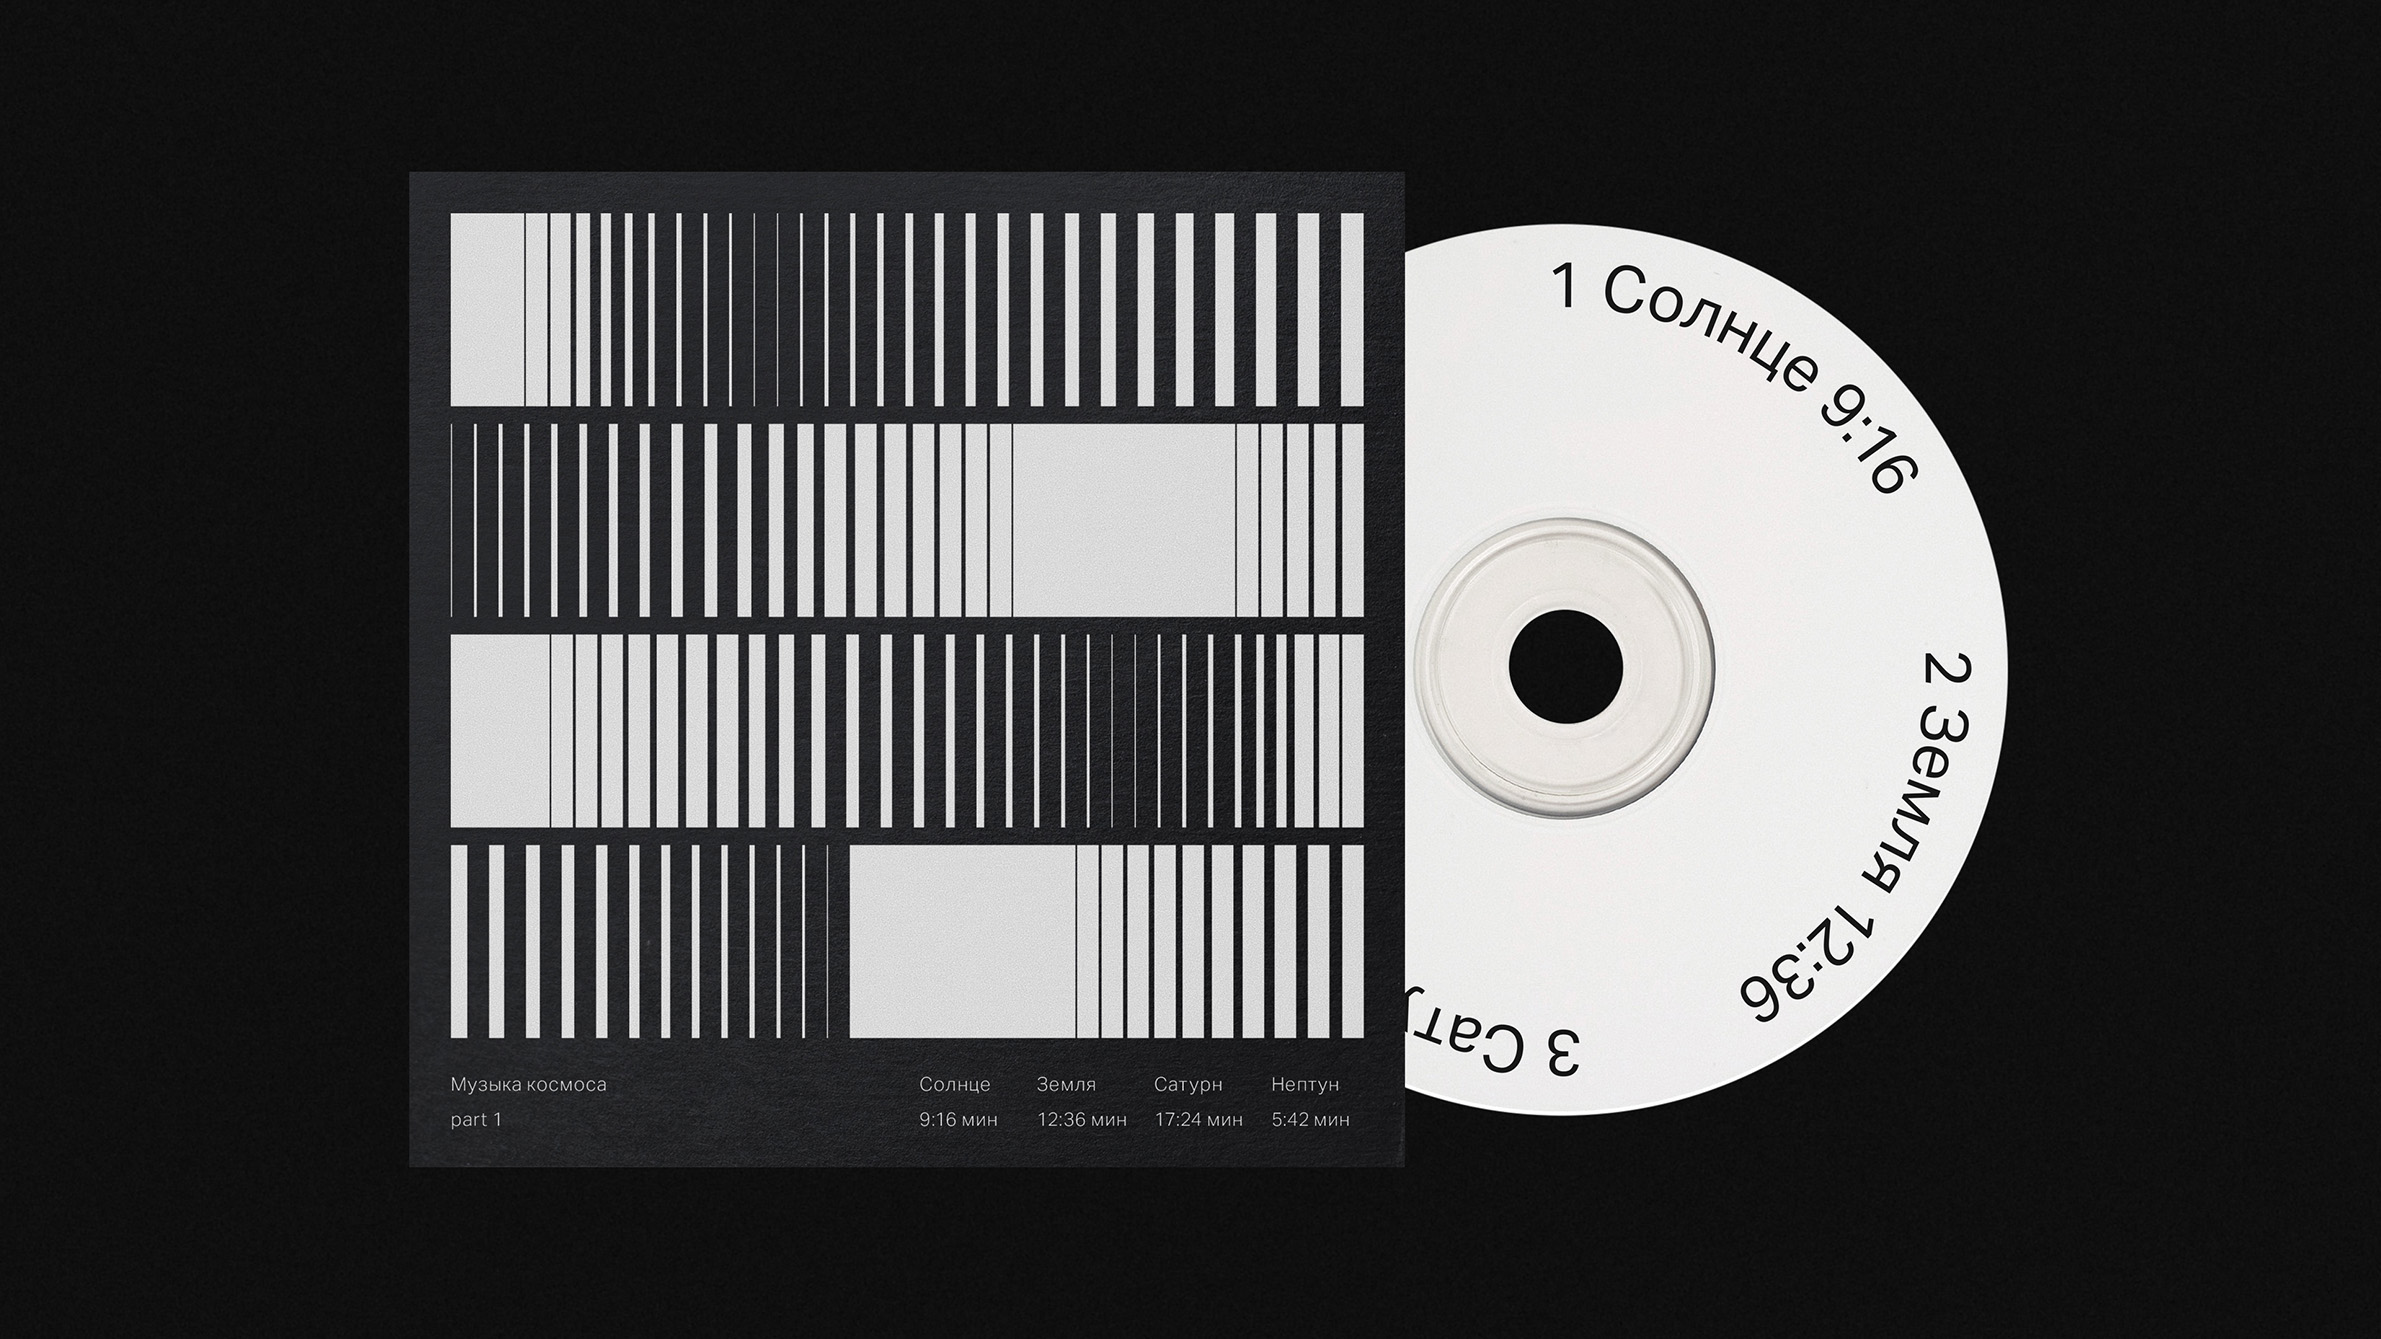 Музыка космоса
part 1
Солнце
9:16 мин
Земля
12:36 мин
Сатурн
17:24 мин
Нептун
5:42 мин
1 Солнце 9:16
2 Земля 12:36
3 Сату